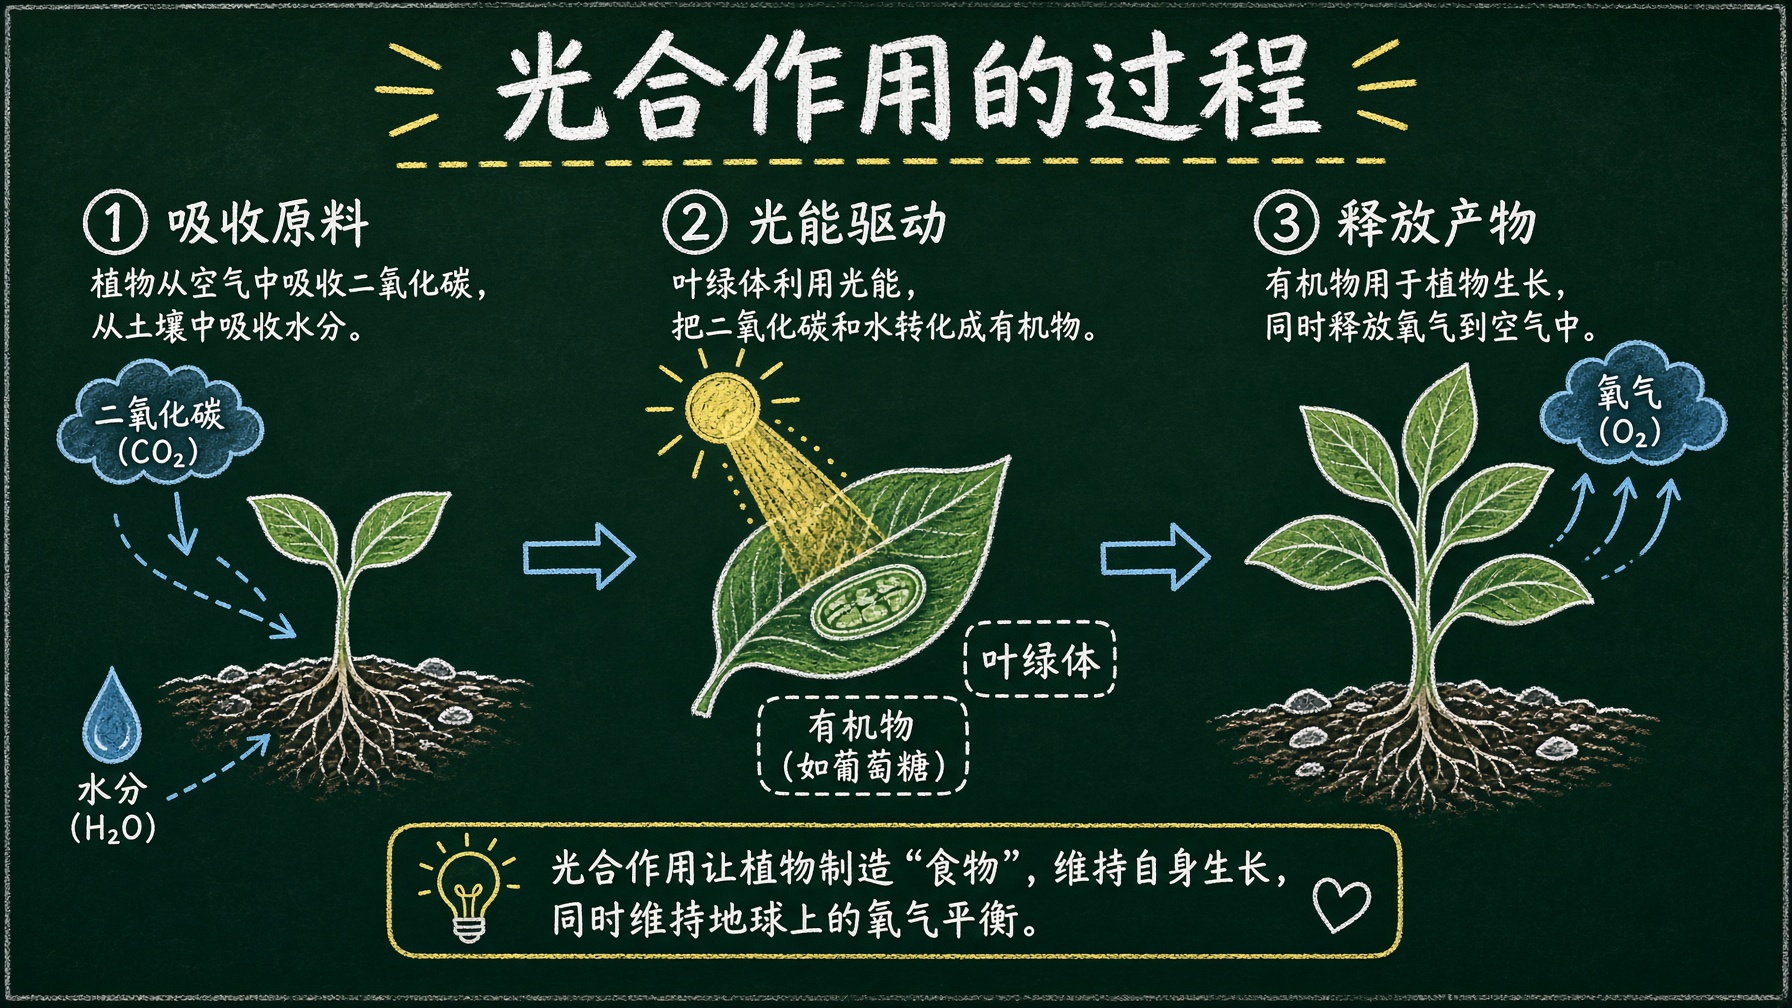 光合作用的过程
① 吸收原料
植物从空气中吸收二氧化碳，
从土壤中吸收水分。
二氧化碳
(CO₂)
水分
(H₂O)
② 光能驱动
叶绿体利用光能，
把二氧化碳和水转化成有机物。
叶绿体
有机物
(如葡萄糖)
③ 释放产物
有机物用于植物生长，
同时释放氧气到空气中。
氧气
(O₂)
光合作用让植物制造“食物”，维持自身生长，
同时维持地球上的氧气平衡。